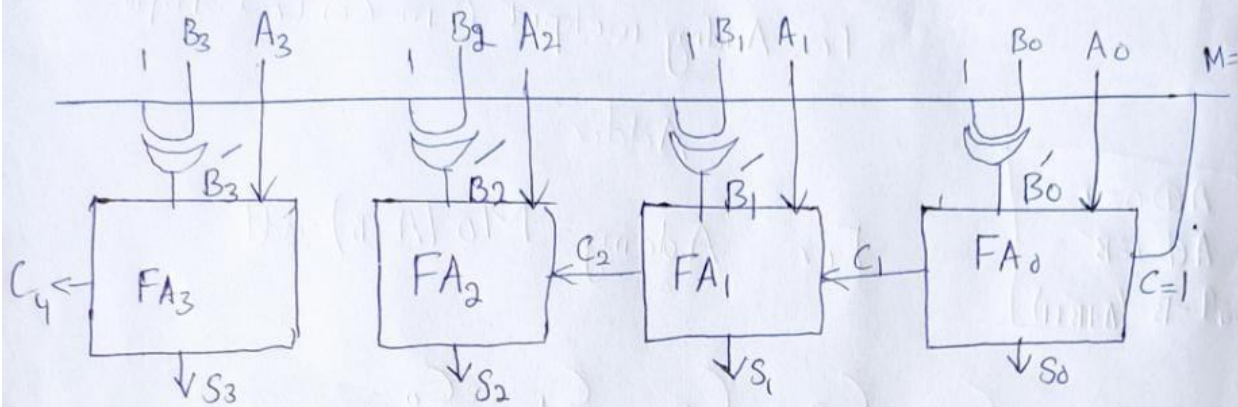 1 B3 A3 1 B2 A2 1 B1 A1 1 B0 A0 M=
B3' B2' B1' B0'
C4 FA3 FA2 C2 FA1 C1 FA0 C=1
S3 S2 S1 S0